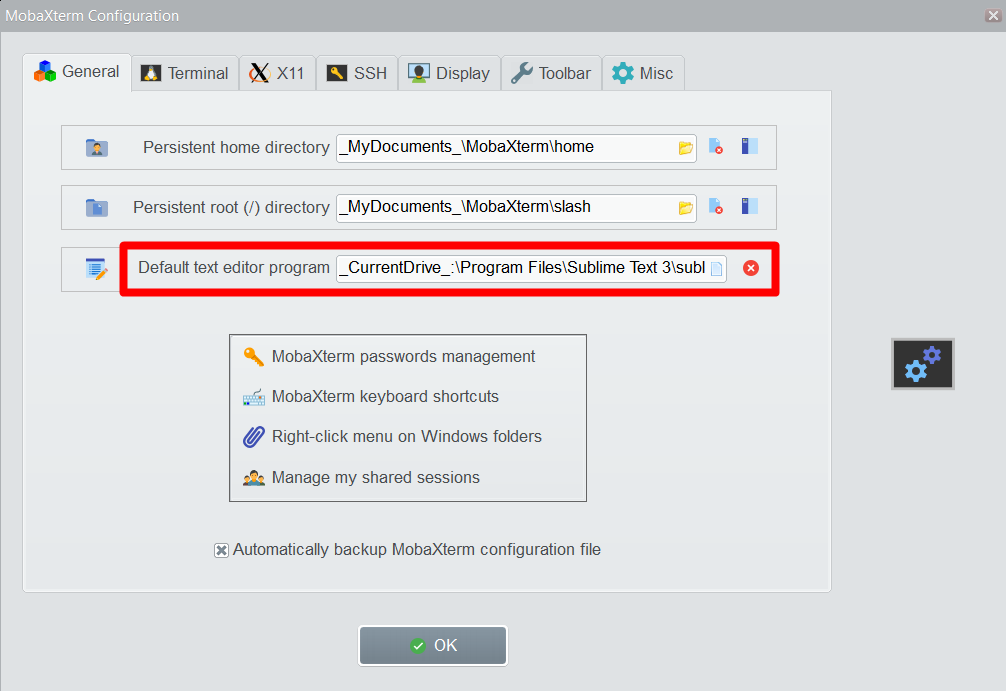 MobaXterm Configuration
General Terminal X11 SSH Display Toolbar Misc
Persistent home directory _MyDocuments_\MobaXterm\home
Persistent root (/) directory _MyDocuments_\MobaXterm\slash
Default text editor program _CurrentDrive_:\Program Files\Sublime Text 3\subl
MobaXterm passwords management
MobaXterm keyboard shortcuts
Right-click menu on Windows folders
Manage my shared sessions
Automatically backup MobaXterm configuration file
OK